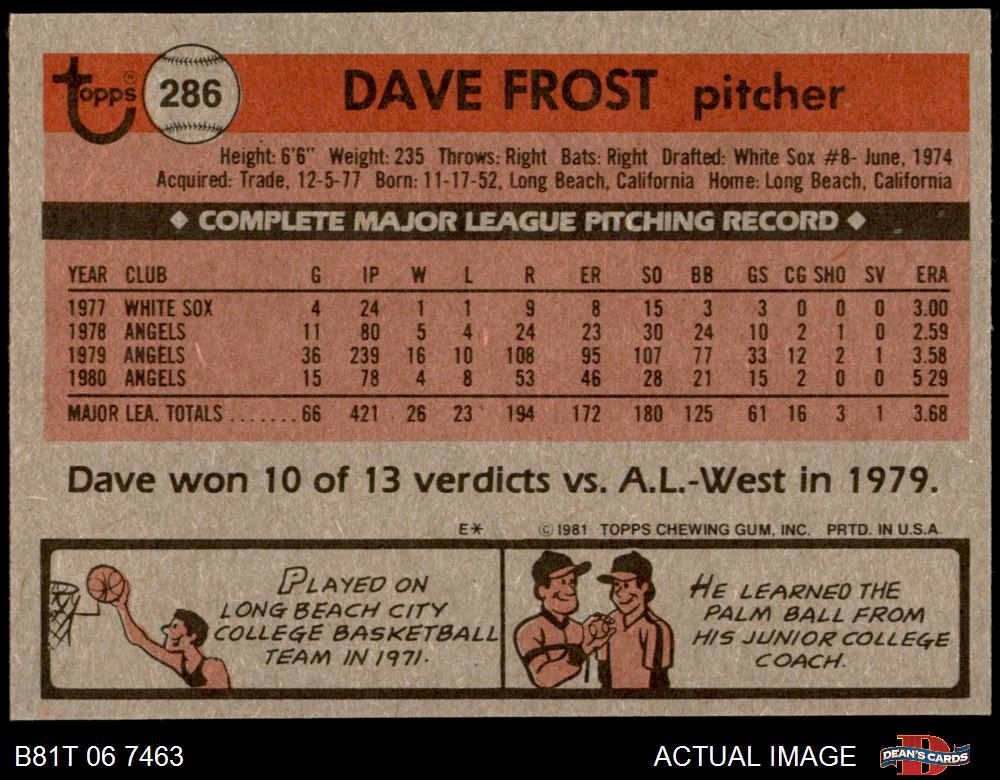 topps ® 286 DAVE FROST pitcher
Height: 6'6" Weight: 235 Throws: Right Bats: Right Drafted: White Sox #8- June, 1974
Acquired: Trade, 12-5-77 Born: 11-17-52, Long Beach, California Home: Long Beach, California
◆ COMPLETE MAJOR LEAGUE PITCHING RECORD ◆
YEAR CLUB G IP W L R ER SO BB GS CG SHO SV ERA
1977 WHITE SOX 4 24 1 1 9 8 15 3 3 0 0 0 3.00
1978 ANGELS 11 80 5 4 24 23 30 24 10 2 1 0 2.59
1979 ANGELS 36 239 16 10 108 95 107 77 33 12 2 1 3.58
1980 ANGELS 15 78 4 8 53 46 28 21 15 2 0 0 5 29
MAJOR LEA. TOTALS .......66 421 26 23 194 172 180 125 61 16 3 1 3.68
Dave won 10 of 13 verdicts vs. A.L.-West in 1979.
E* © 1981 TOPPS CHEWING GUM, INC. PRTD. IN U.S.A.
PLAYED ON
LONG BEACH CITY
COLLEGE BASKETBALL
TEAM IN 1971.
HE LEARNED THE
PALM BALL FROM
HIS JUNIOR COLLEGE
COACH.
B81T 06 7463 ACTUAL IMAGE DEAN'S CARDS